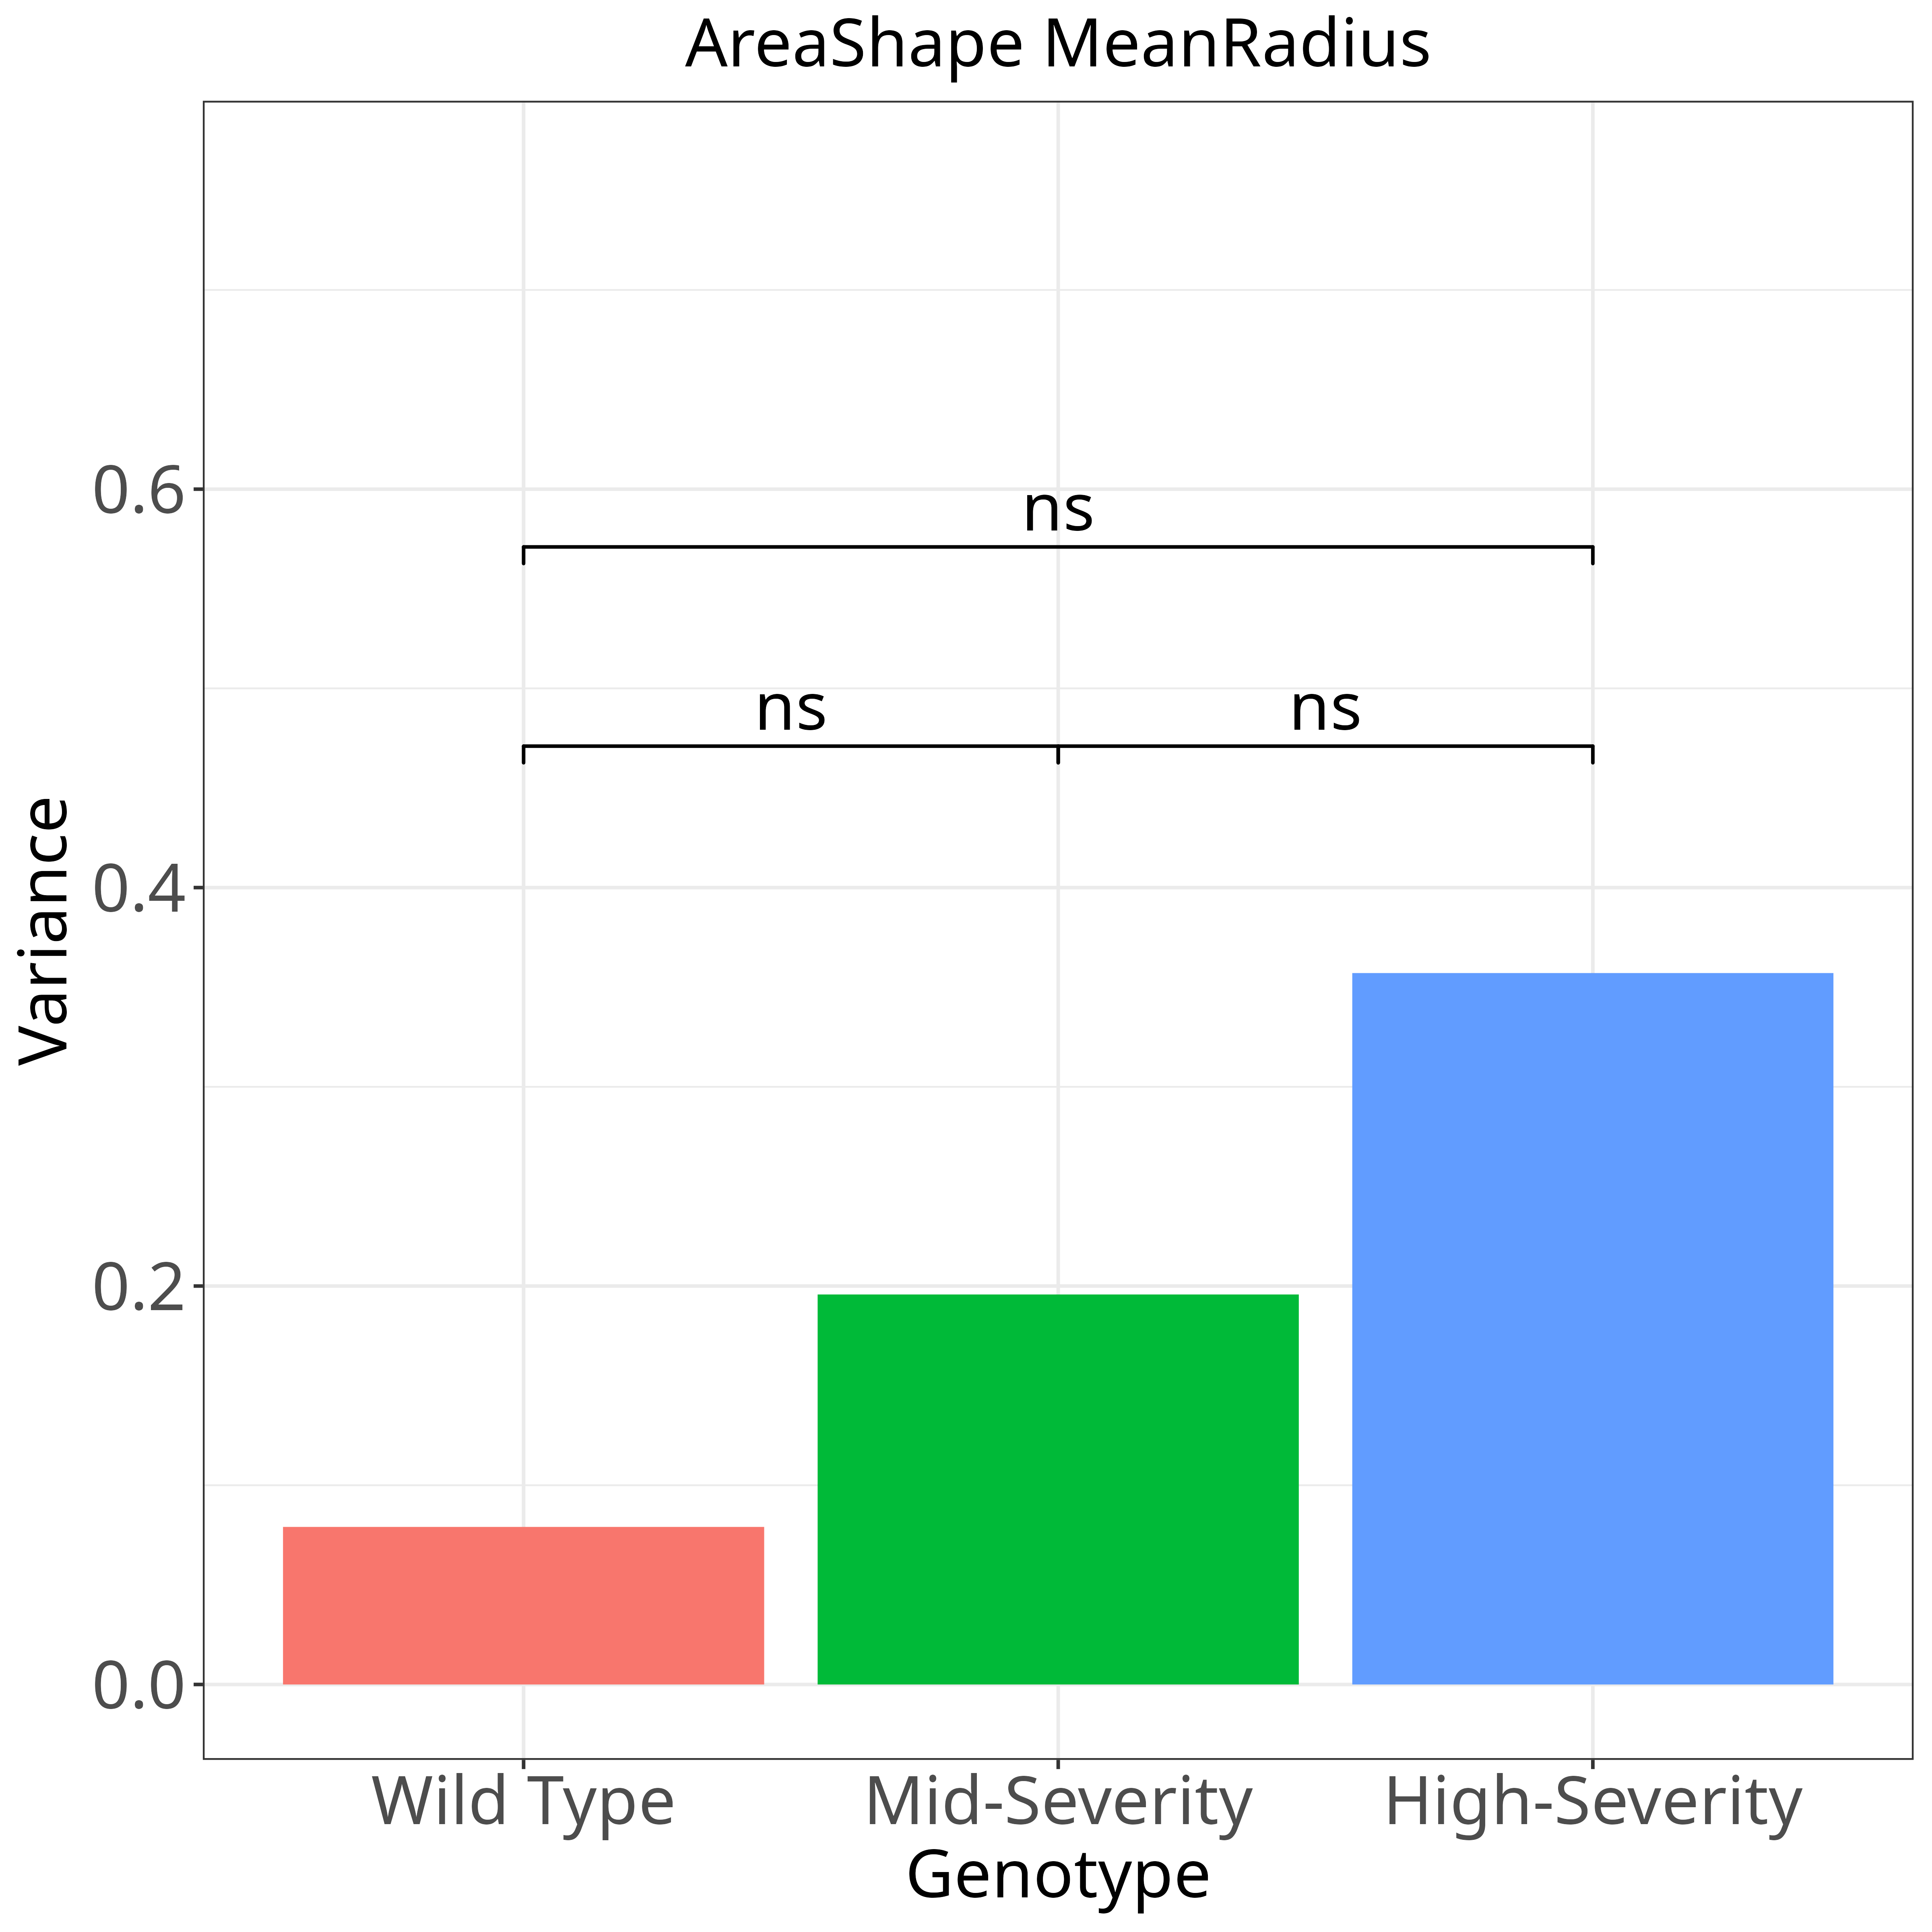 AreaShape MeanRadius
0.6
ns
ns ns
Variance
0.4
0.2
0.0
Wild Type Mid-Severity High-Severity
Genotype